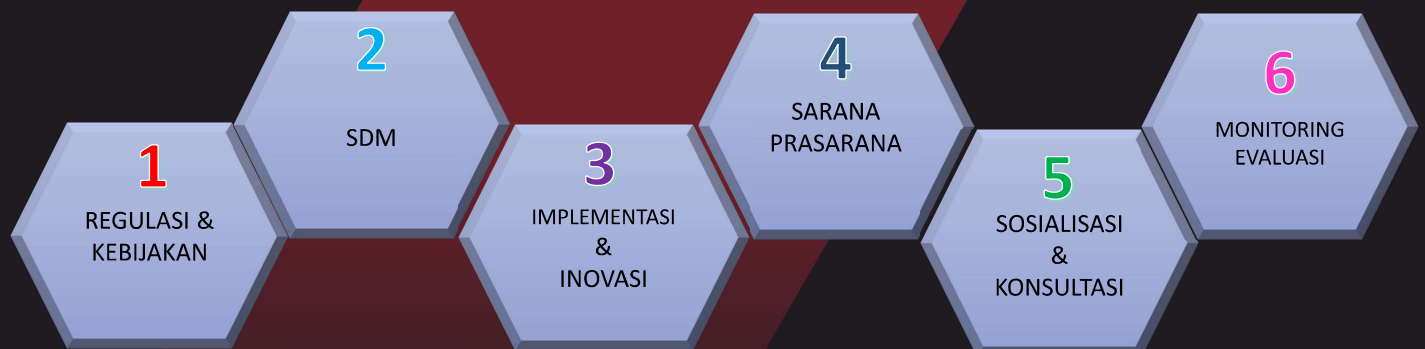 1
REGULASI &
KEBIJAKAN
2
SDM
3
IMPLEMENTASI
&
INOVASI
4
SARANA
PRASARANA
5
SOSIALISASI
&
KONSULTASI
6
MONITORING
EVALUASI